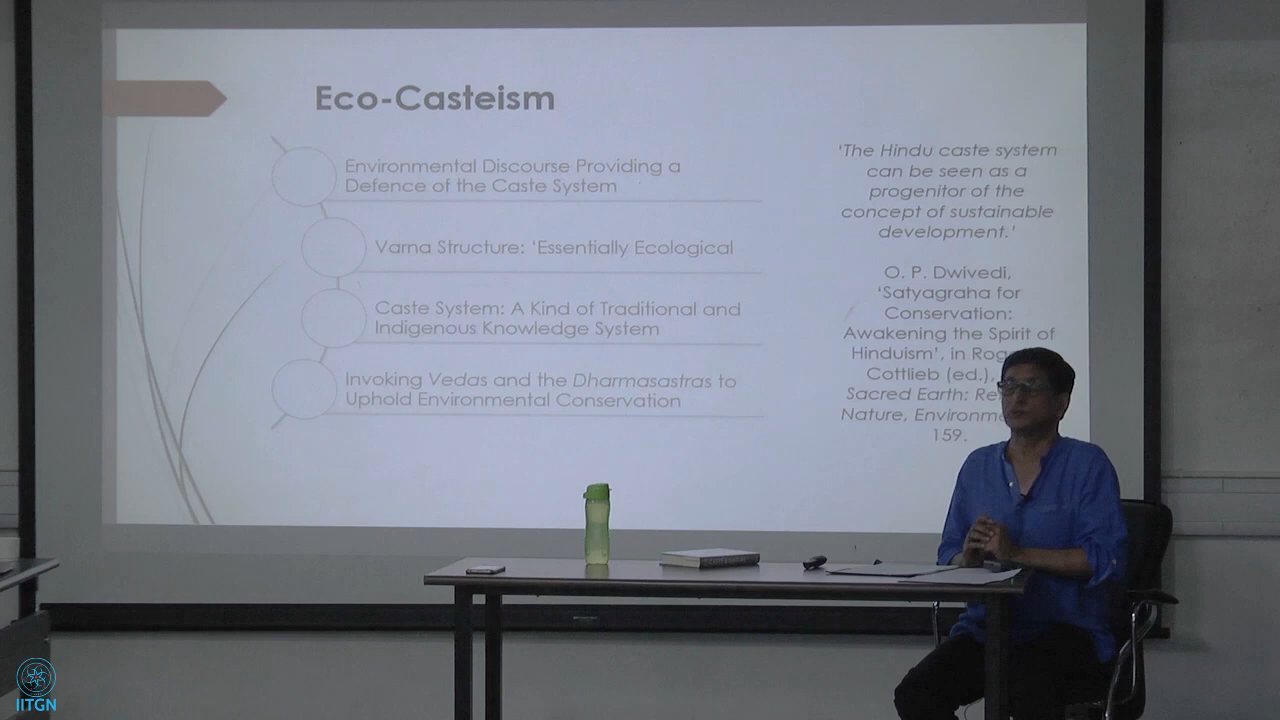 Eco-Casteism
Environmental Discourse Providing a
Defence of the Caste System
Varna Structure: ‘Essentially Ecological
Caste System: A Kind of Traditional and
Indigenous Knowledge System
Invoking Vedas and the Dharmasastras to
Uphold Environmental Conservation
‘The Hindu caste system
can be seen as a
progenitor of the
concept of sustainable
development.’
O. P. Dwivedi,
‘Satyagraha for
Conservation:
Awakening the Spirit of
Hinduism’, in
Cottlieb (ed.),
Sacred Earth:
Nature,
159.
IITGN